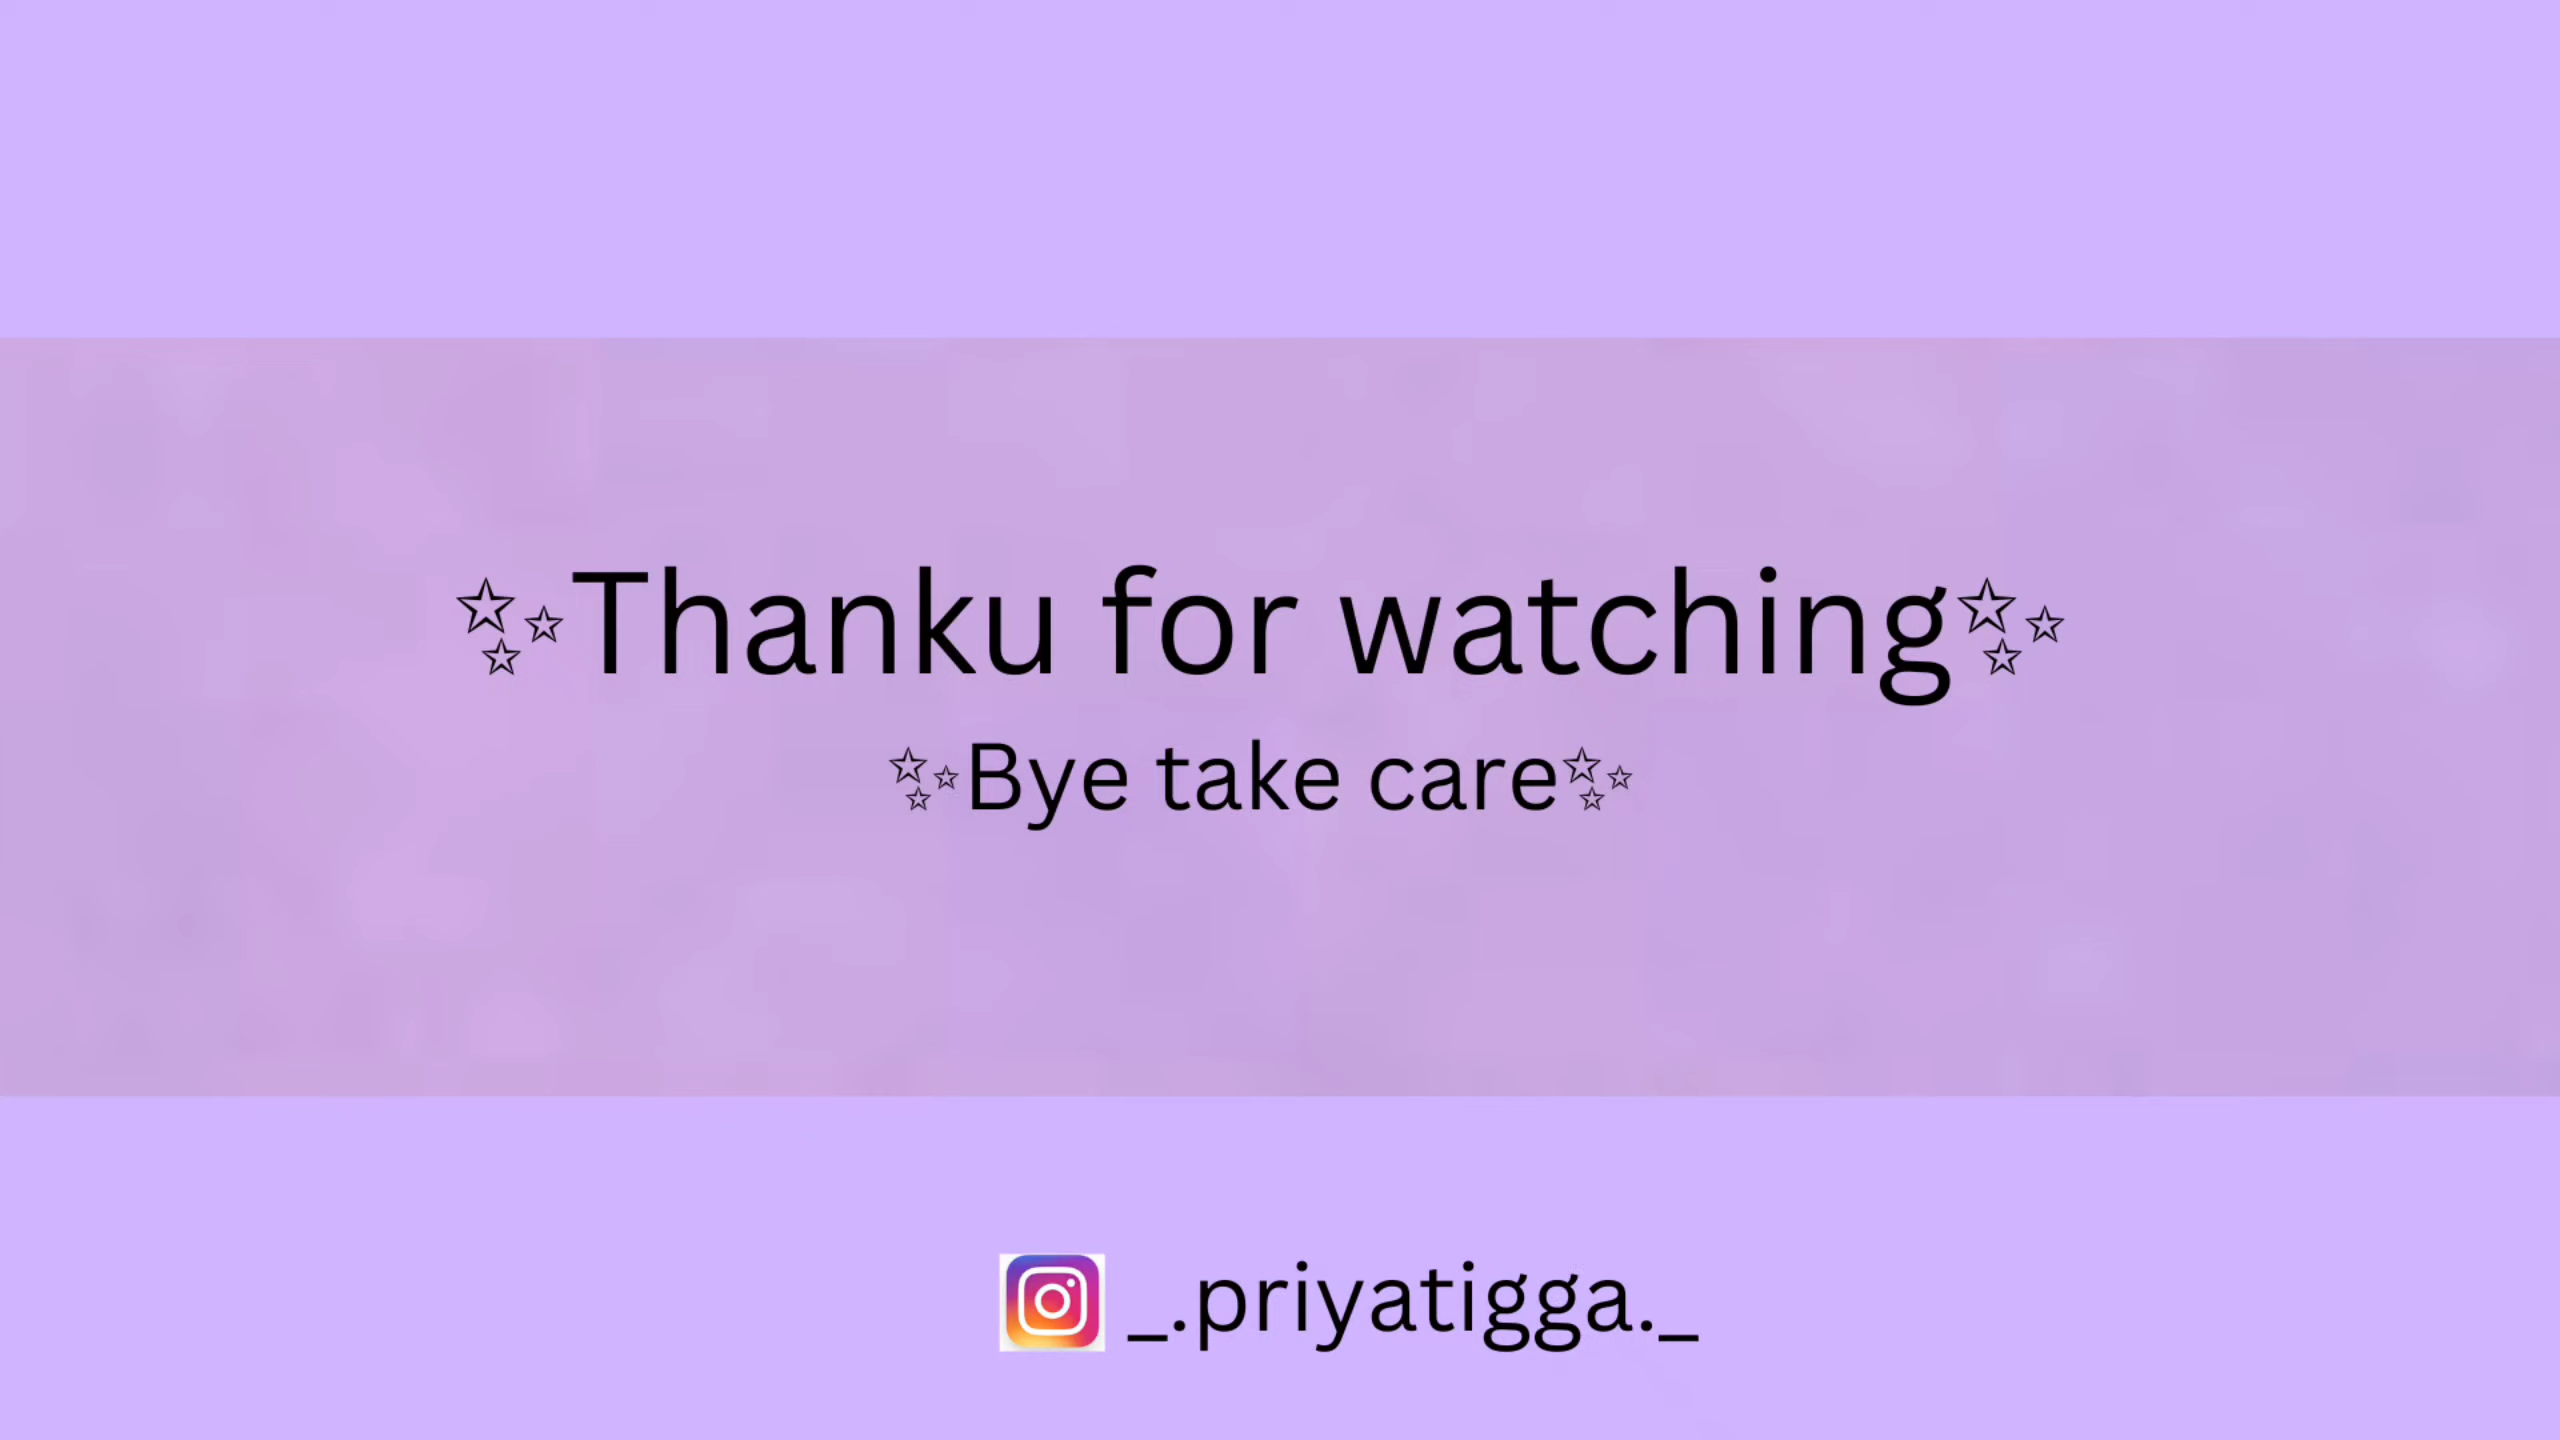 ✨Thanku for watching✨
✨Bye take care✨
_.priyatigga._